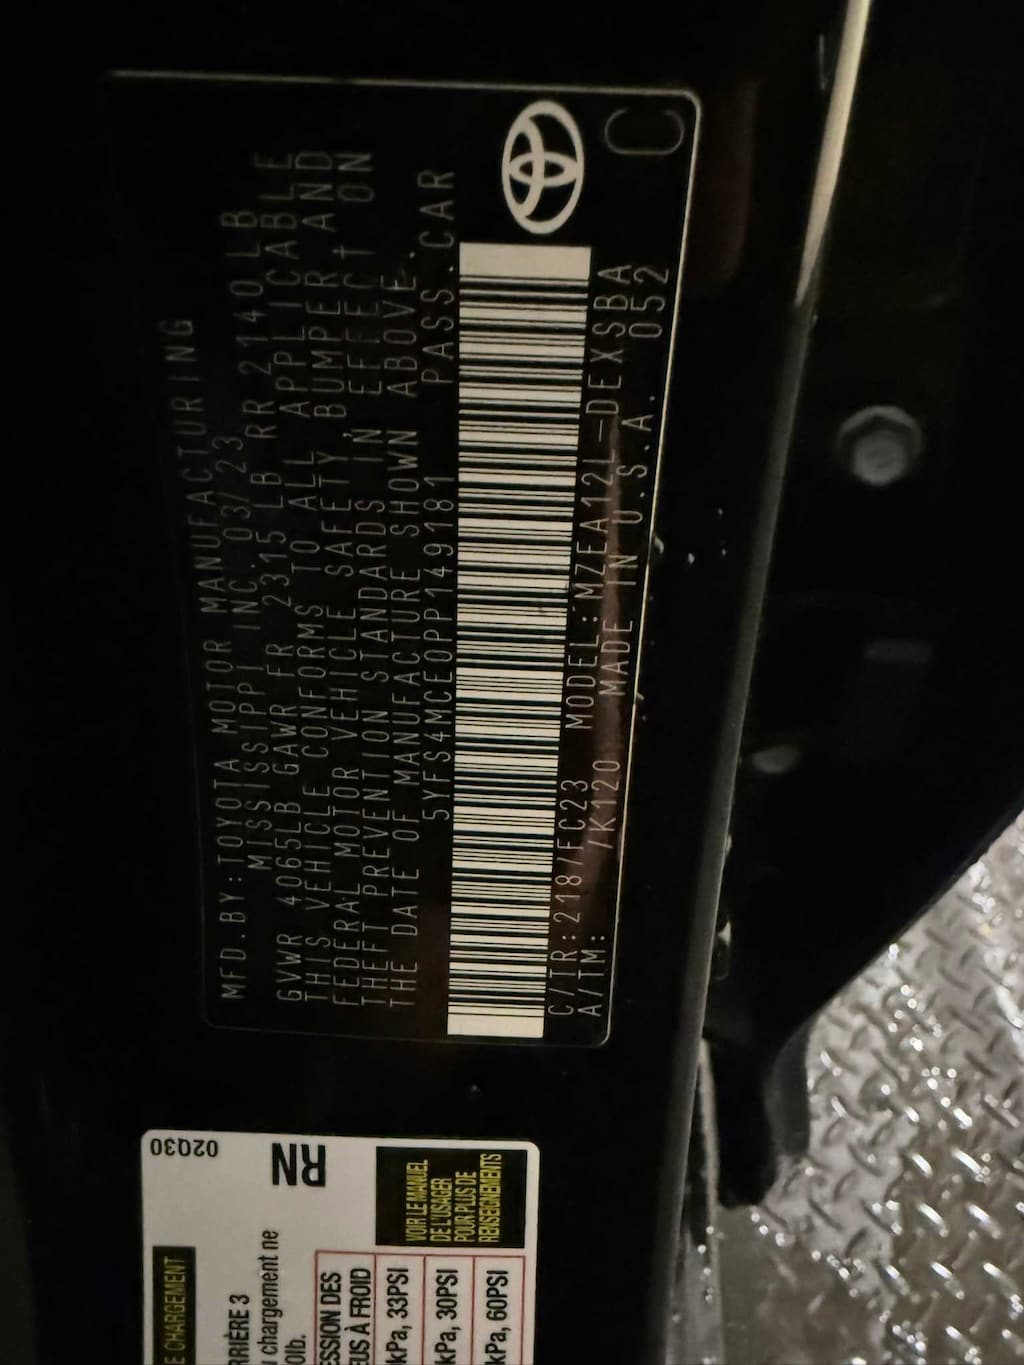 MFD.BY:TOYOTA MOTOR MANUFACTURING
MISSISSIPPI INC. 03/23
GVWR 4065LB GAWR FR 2315LB RR 2140LB
THIS VEHICLE CONFORMS TO ALL APPLICABLE
FEDERAL MOTOR VEHICLE SAFETY, BUMPER, AND
THEFT PREVENTION STANDARDS IN EFFECT ON
THE DATE OF MANUFACTURE SHOWN ABOVE.
5YFS4MCE0PP149181 PASS.CAR
C/TR:218/FC23 MODEL:MZEA12L-DEXSBA
A/TM: /K120 MADE IN U.S.A. 052
C
02Q30
RN
E CHARGEMENT
VOIR LE MANUEL
DE L'USAGER
POUR PLUS DE
RENSEIGNEMENTS
RRIÈRE 3
chargement ne
0lb.
ESSION DES
EUS À FROID
kPa, 33PSI
kPa, 30PSI
kPa, 60PSI